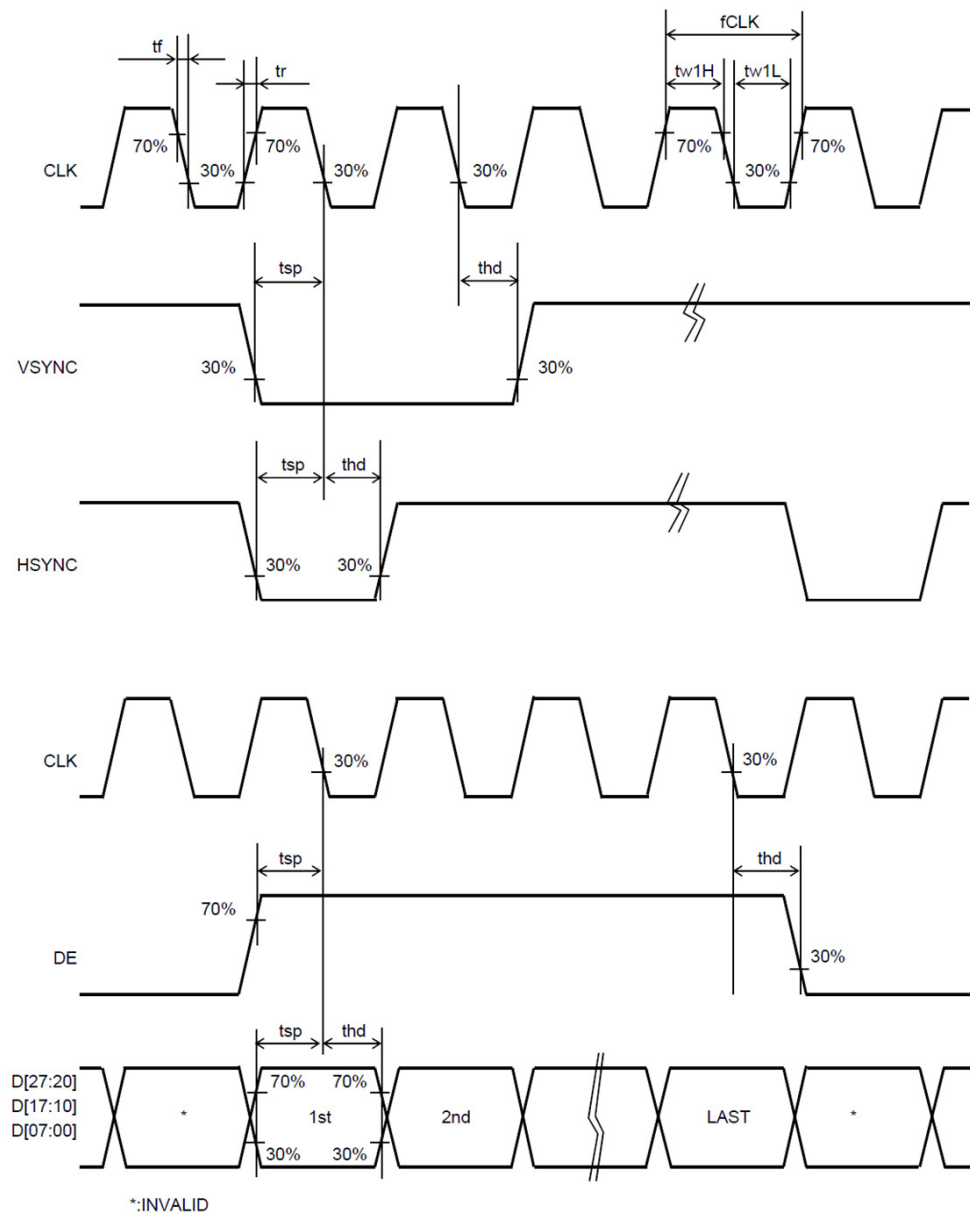 fCLK
tf
tr
tw1H
tw1L
70%
70%
70%
70%
CLK
30%
30%
30%
30%
tsp
thd
VSYNC
30%
30%
tsp
thd
HSYNC
30%
30%
CLK
30%
30%
tsp
thd
70%
DE
30%
tsp
thd
D[27:20]
70%
70%
D[17:10]
*
1st
2nd
LAST
*
D[07:00]
30%
30%
*:INVALID